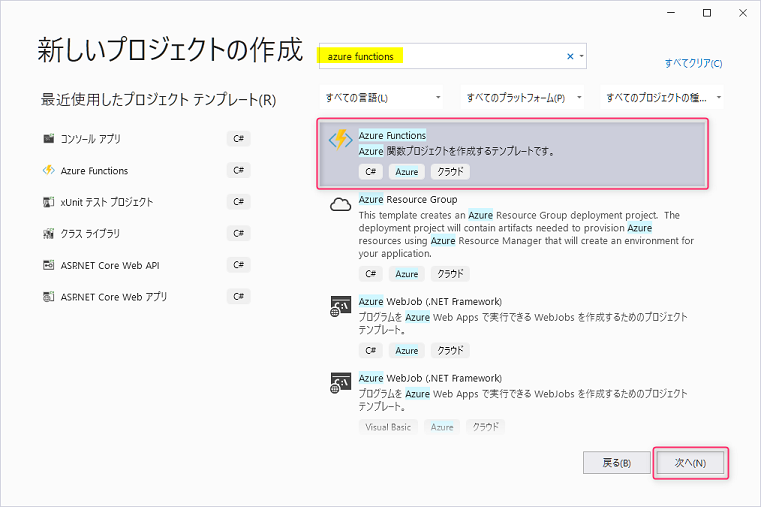 新しいプロジェクトの作成
azure functions
すべてクリア(C)
最近使用したプロジェクト テンプレート(R)
コンソール アプリ
C#
Azure Functions
C#
xUnit テスト プロジェクト
C#
クラス ライブラリ
C#
ASP.NET Core Web API
C#
ASP.NET Core Web アプリ
C#
すべての言語(L)
すべてのプラットフォーム(P)
すべてのプロジェクトの種...
Azure Functions
Azure 関数プロジェクトを作成するテンプレートです。
C# Azure クラウド
Azure Resource Group
This template creates an Azure Resource Group deployment project. The
deployment project will contain artifacts needed to provision Azure
resources using Azure Resource Manager that will create an environment for
your application.
C# Azure クラウド
Azure WebJob (.NET Framework)
プログラムを Azure Web Apps で実行できる WebJobs を作成するためのプロジェクト
テンプレート。
C# Azure クラウド
Azure WebJob (.NET Framework)
プログラムを Azure Web Apps で実行できる WebJobs を作成するためのプロジェクト
テンプレート。
Visual Basic Azure クラウド
戻る(B)
次へ(N)